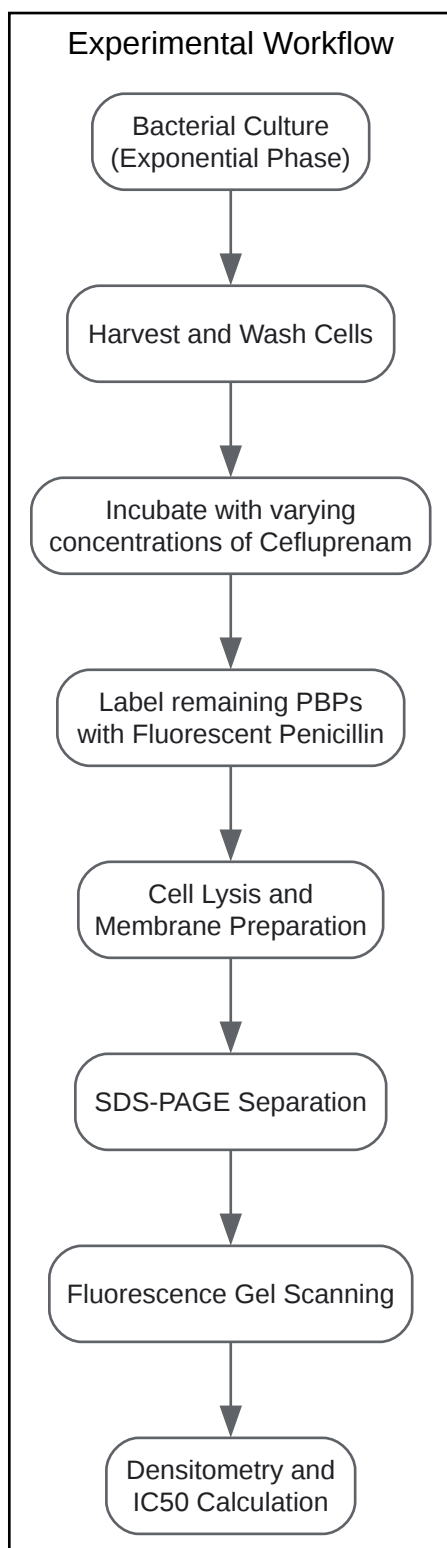 Experimental Workflow
Bacterial Culture
(Exponential Phase)
Harvest and Wash Cells
Incubate with varying
concentrations of Cefluprenam
Label remaining PBPs
with Fluorescent Penicillin
Cell Lysis and
Membrane Preparation
SDS-PAGE Separation
Fluorescence Gel Scanning
Densitometry and
IC50 Calculation